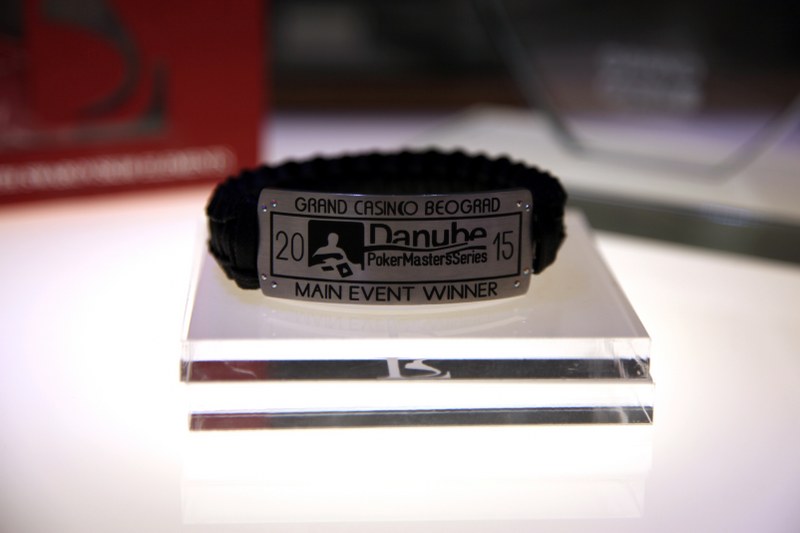 GRAND CASINO BEOGRAD
20 Danube 15
PokerMastersSeries
MAIN EVENT WINNER